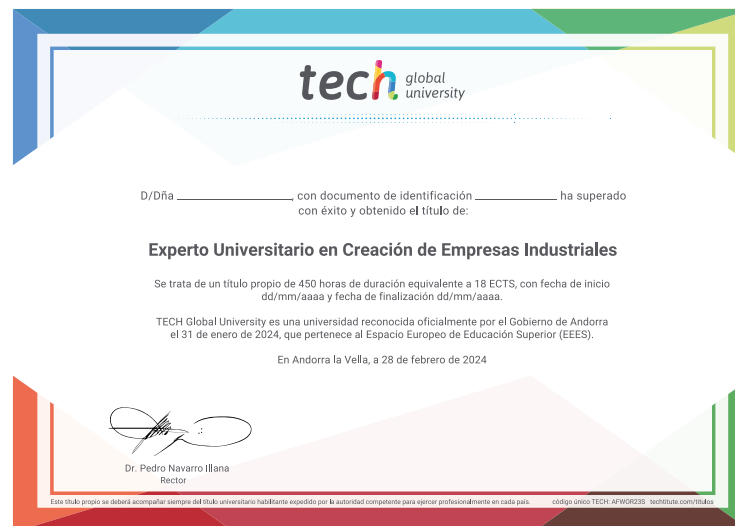 tech global university
D/Dña ____________________, con documento de identificación ______________ ha superado
con éxito y obtenido el título de:
Experto Universitario en Creación de Empresas Industriales
Se trata de un título propio de 450 horas de duración equivalente a 18 ECTS, con fecha de inicio
dd/mm/aaaa y fecha de finalización dd/mm/aaaa.
TECH Global University es una universidad reconocida oficialmente por el Gobierno de Andorra
el 31 de enero de 2024, que pertenece al Espacio Europeo de Educación Superior (EEES).
En Andorra la Vella, a 28 de febrero de 2024
Dr. Pedro Navarro Illana
Rector
Este título propio se deberá acompañar siempre del título universitario habilitante expedido por la autoridad competente para ejercer profesionalmente en cada país. código único TECH: AFWOR23S techtitute.com/titulos